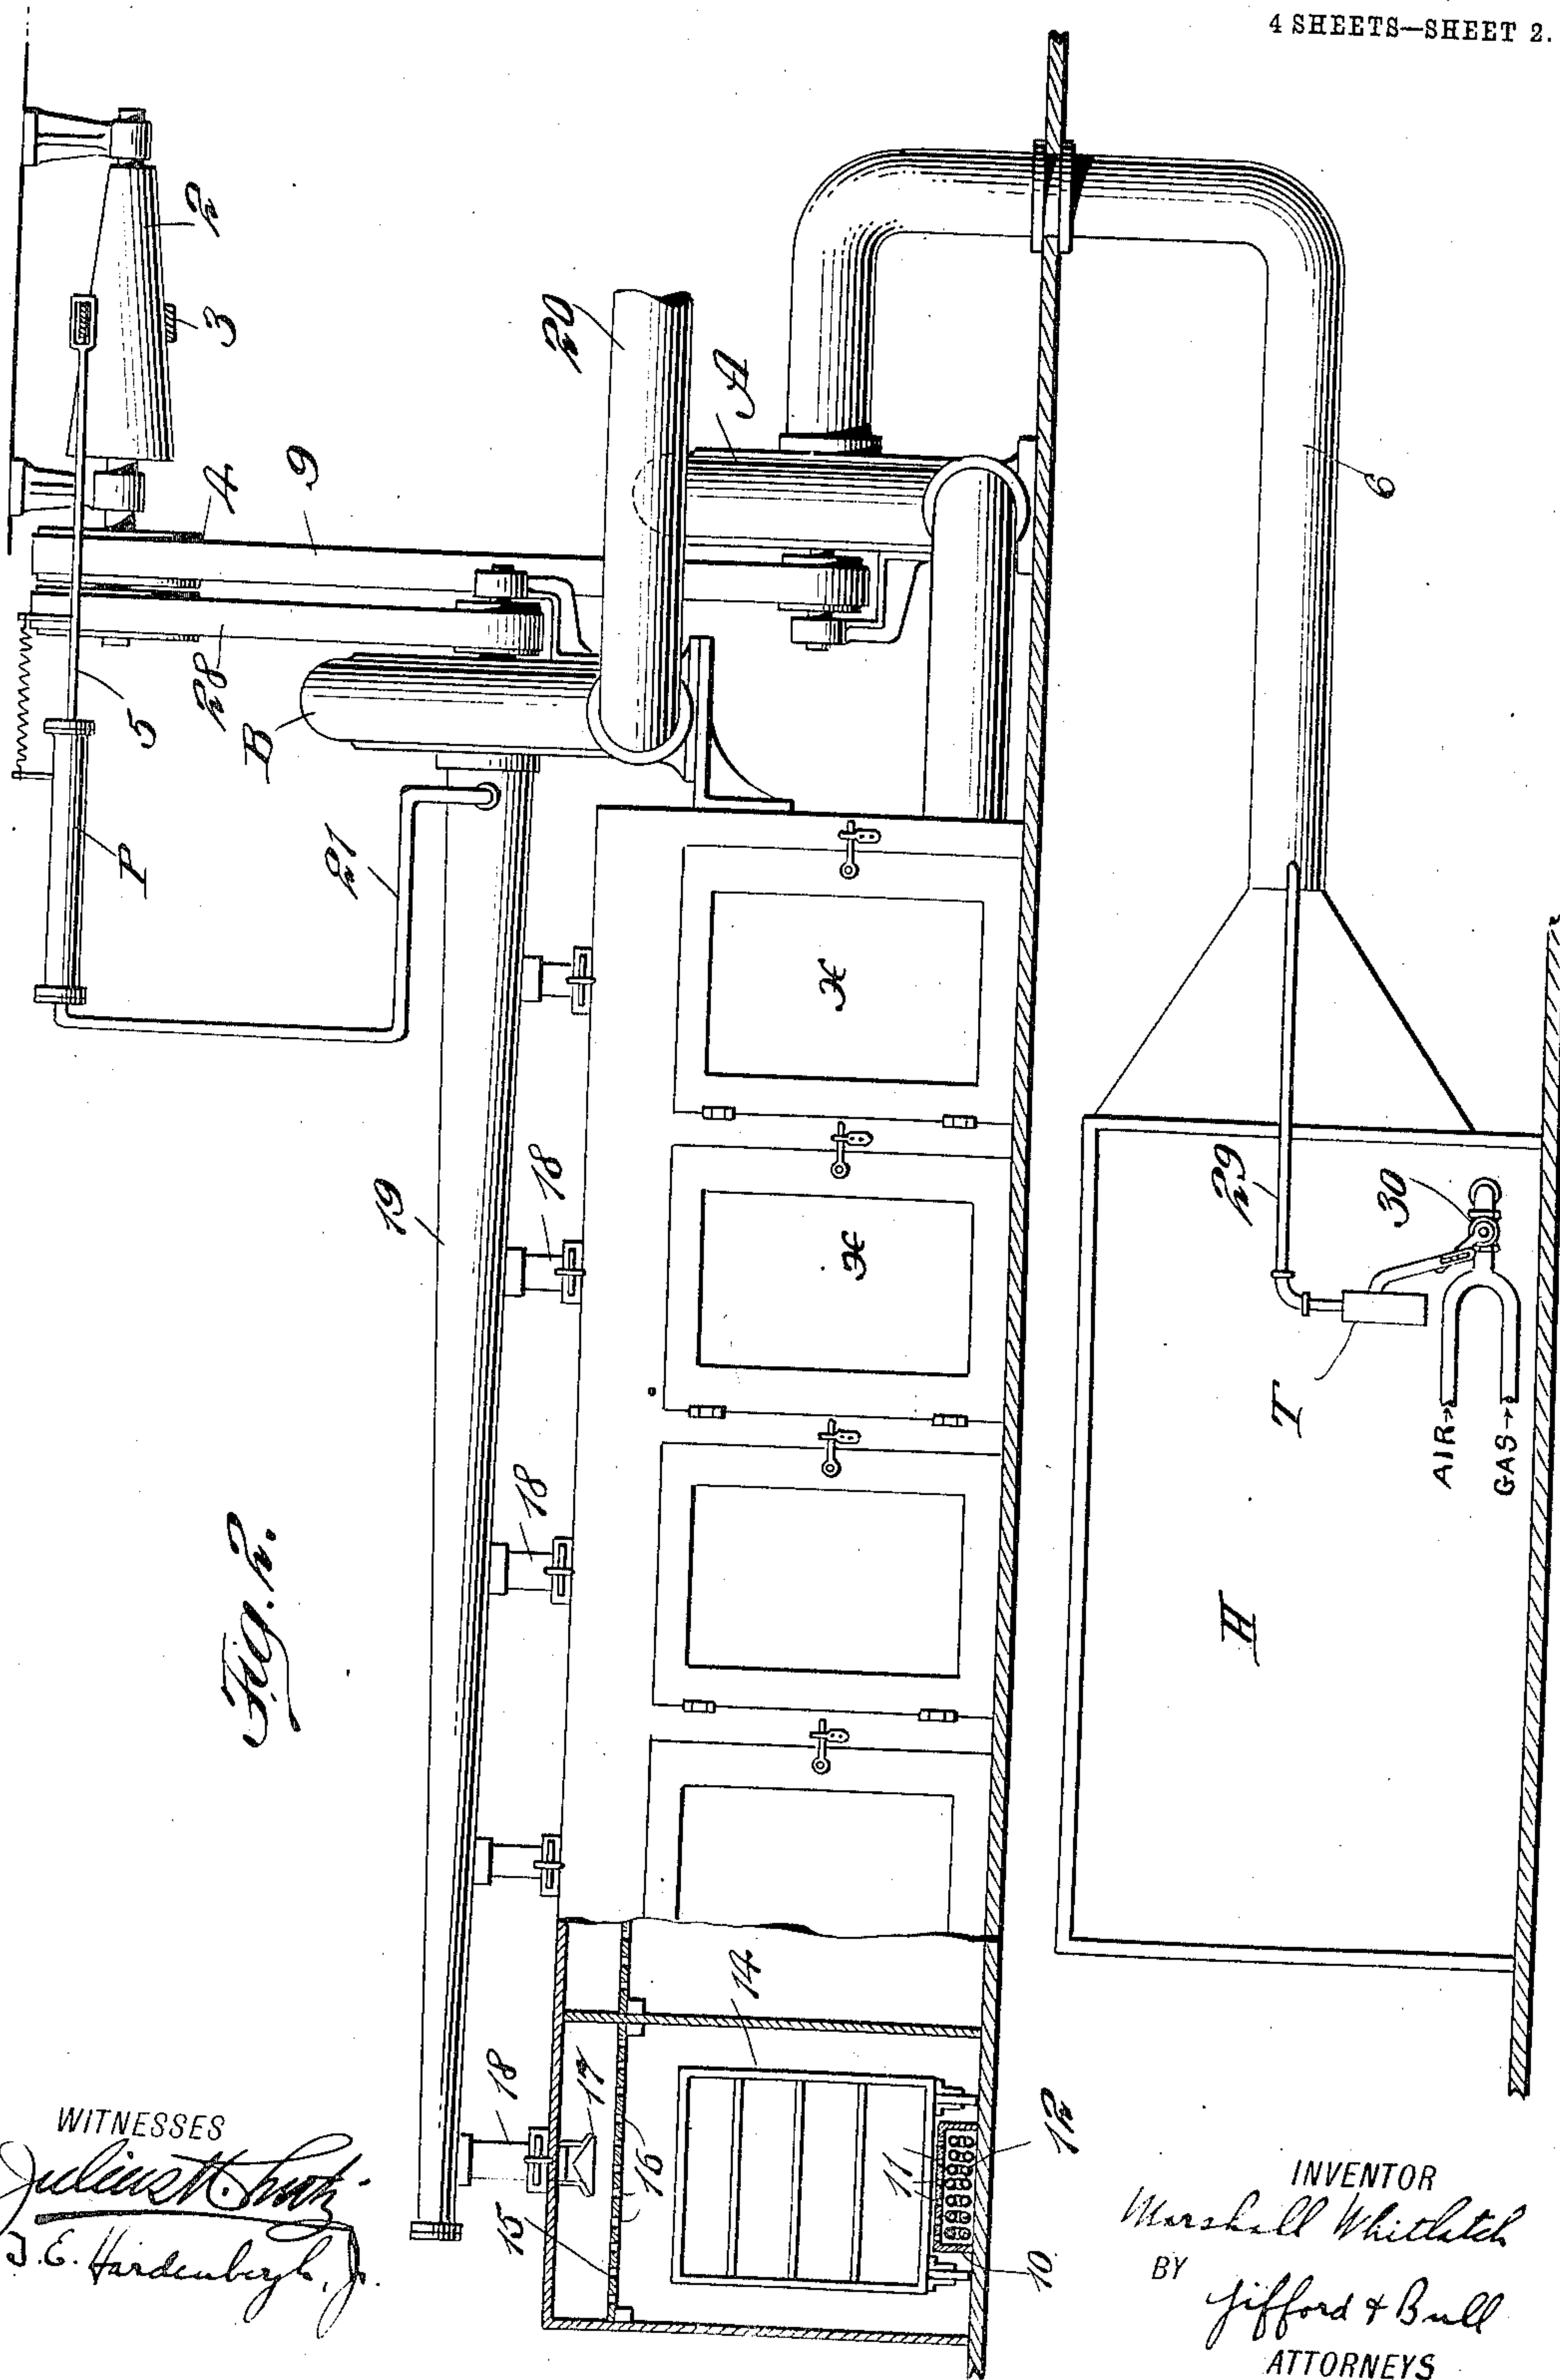 4 SHEETS—SHEET 2.
2
3
20
A
4
9
28
5
B
P
21
6
19
18
18
18
Fig. 2.
H
T
29
30
AIR→
GAS→
14
15
16
17
11
12
10
WITNESSES
J. E. Hardenbergh, Jr.
INVENTOR
Marshall Whitlatch
BY
Gifford & Bull
ATTORNEYS